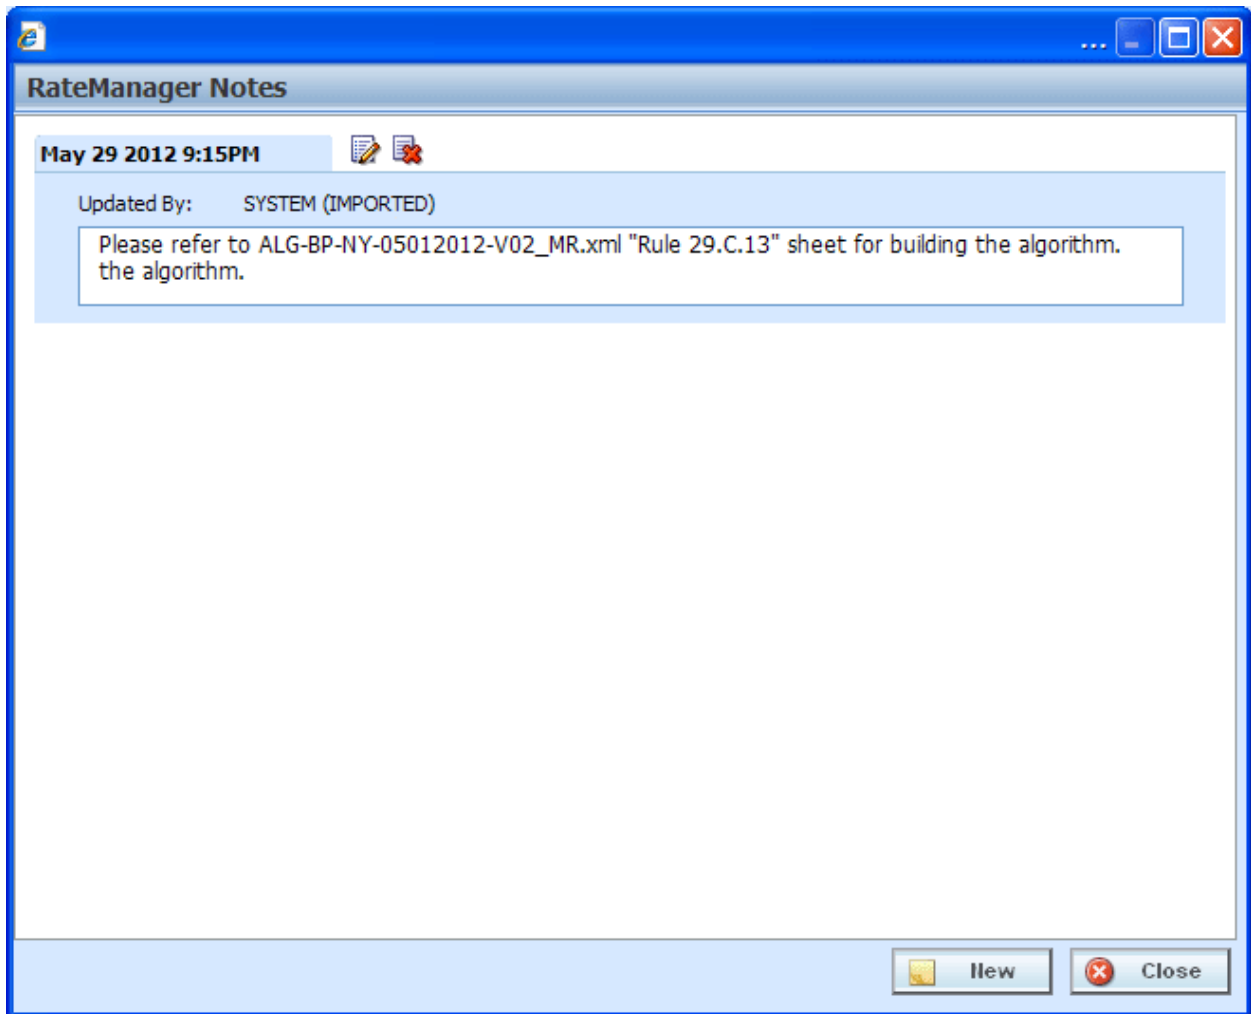 ...
RateManager Notes
May 29 2012 9:15PM
Updated By: SYSTEM (IMPORTED)
Please refer to ALG-BP-NY-05012012-V02_MR.xml "Rule 29.C.13" sheet for building the algorithm.
the algorithm.
New Close